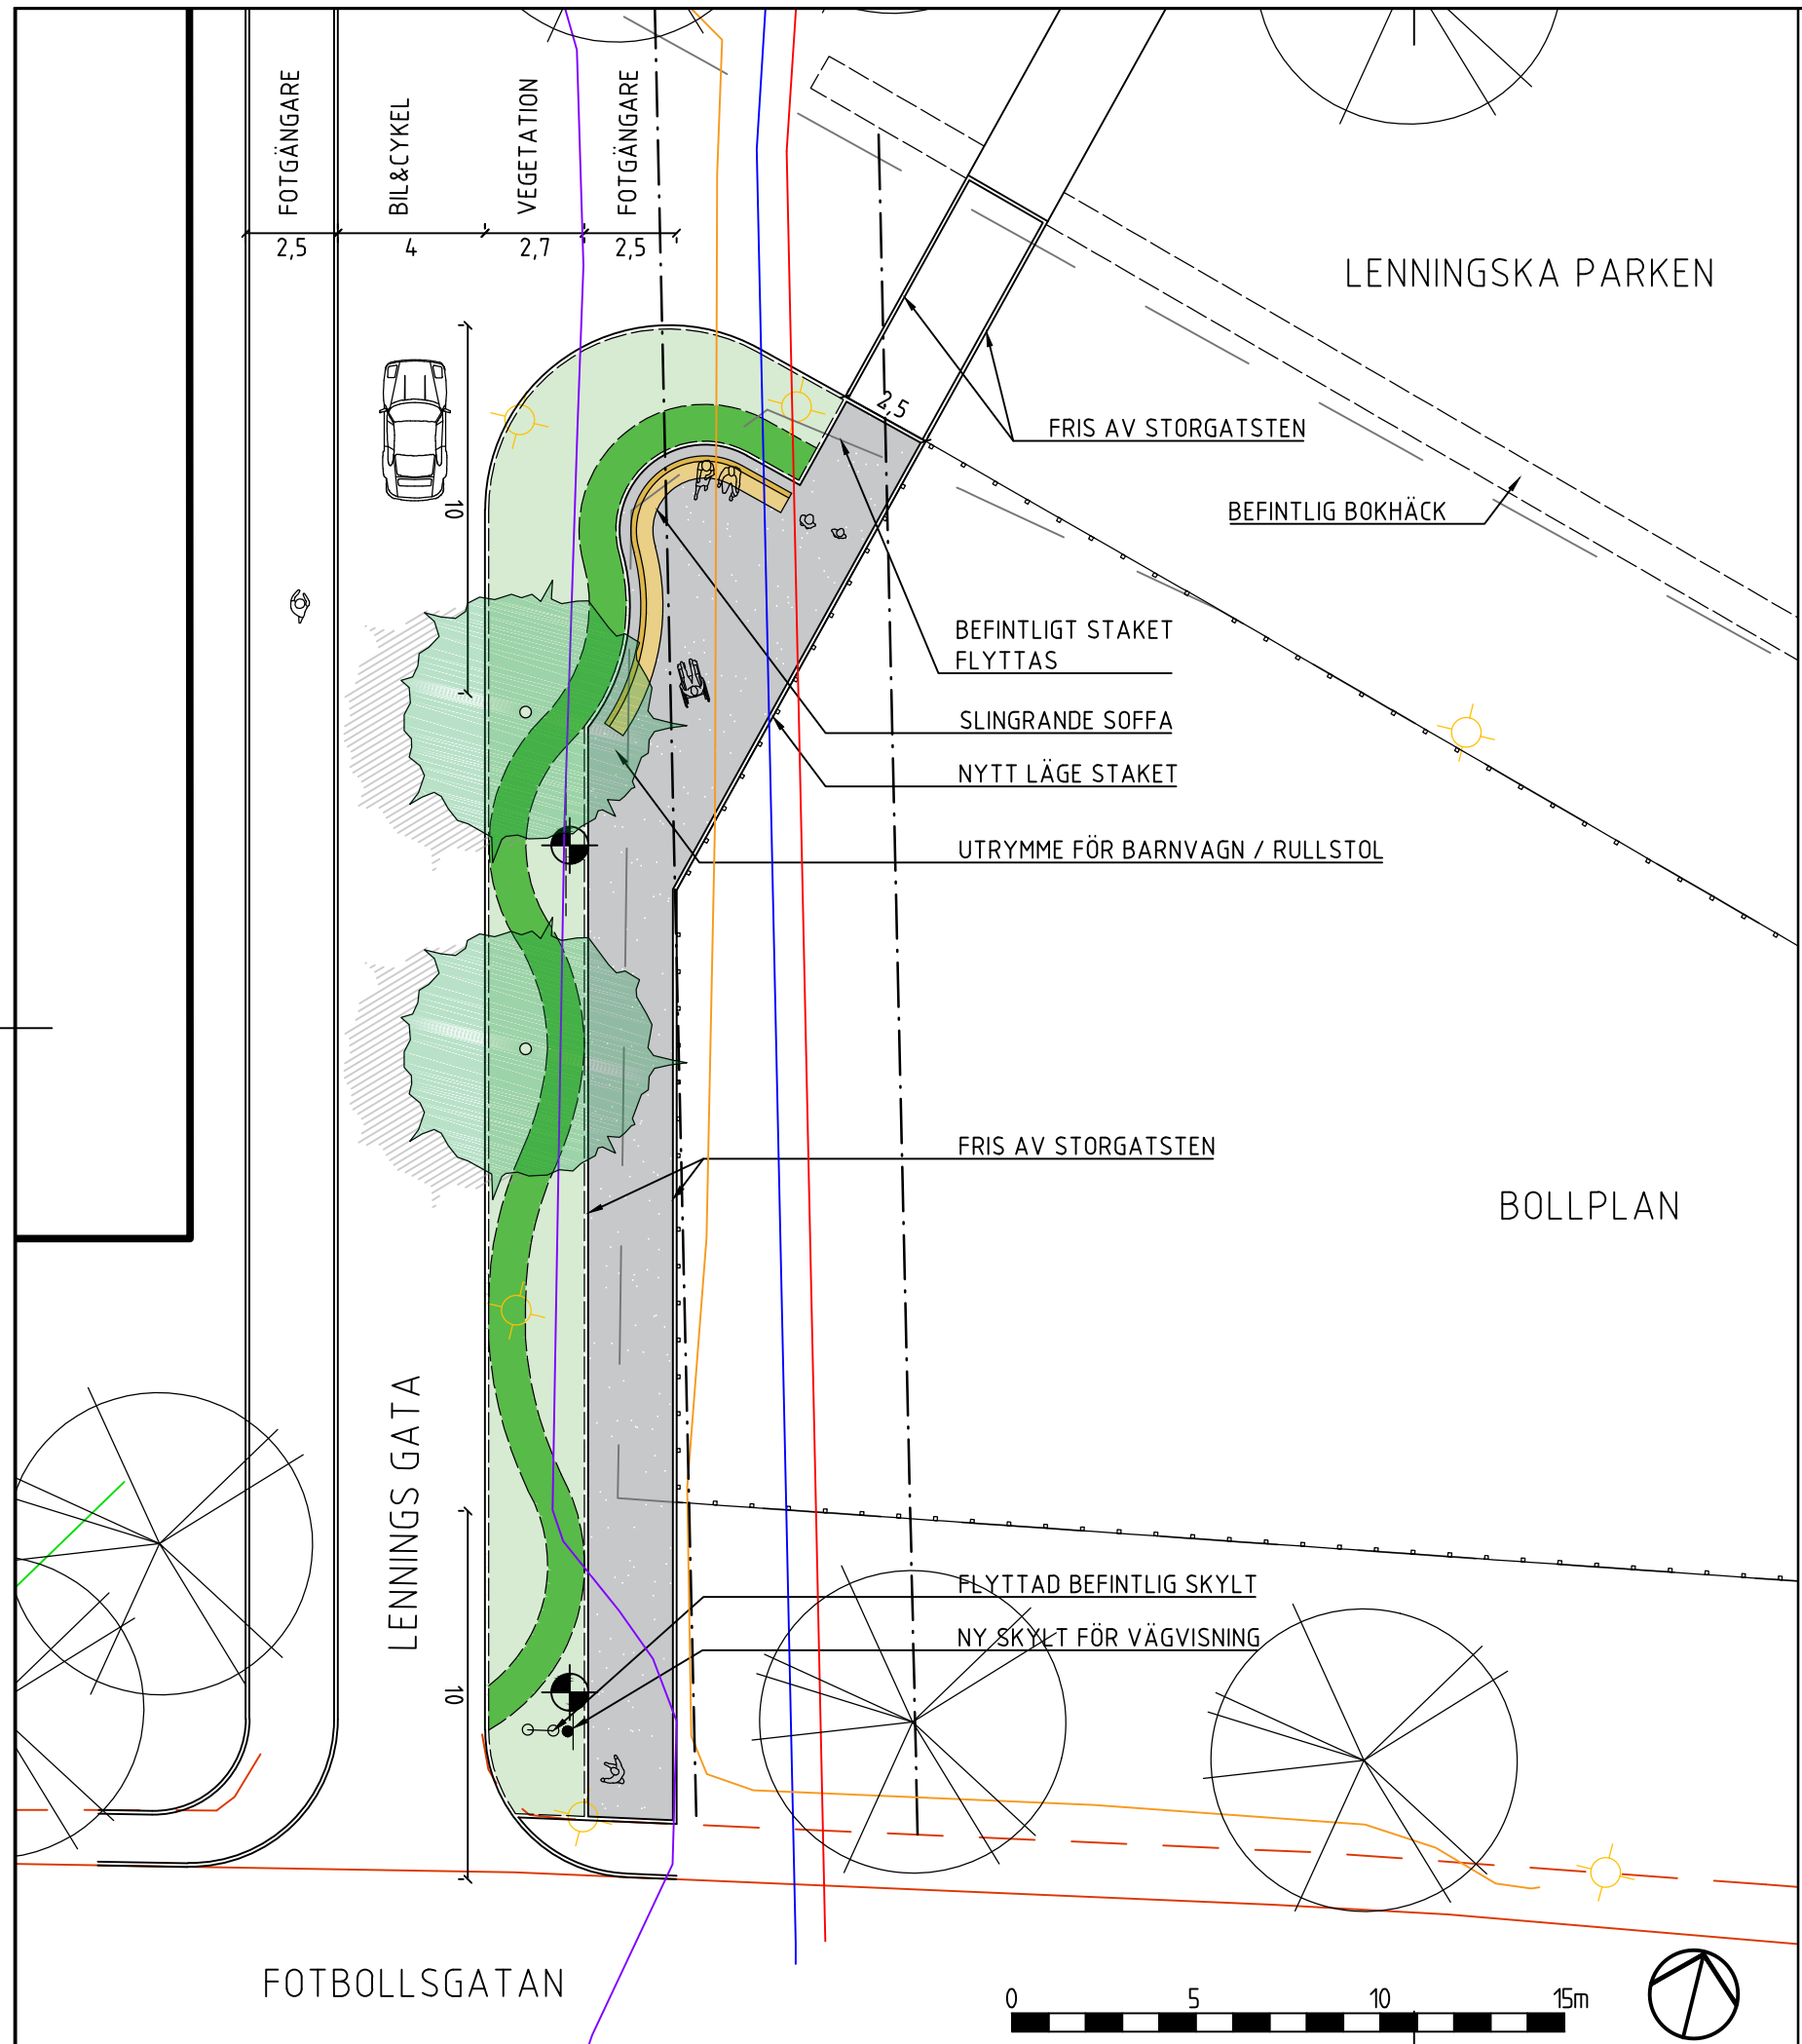 FOTGÄNGARE
BIL&CYKEL
VEGETATION
FOTGÄNGARE
2,5
4
2,7
2,5
LENNINGSKA PARKEN
2,5
FRIS AV STORGATSTEN
10
BEFINTLIG BOKHÄCK
BEFINTLIGT STAKET
FLYTTAS
SLINGRANDE SOFFA
NYTT LÄGE STAKET
UTRYMME FÖR BARNVAGN / RULLSTOL
FRIS AV STORGATSTEN
BOLLPLAN
LENNINGS GATA
FLYTTAD BEFINTLIG SKYLT
NY SKYLT FÖR VÄGVISNING
10
FOTBOLLSGATAN
0 5 10 15m